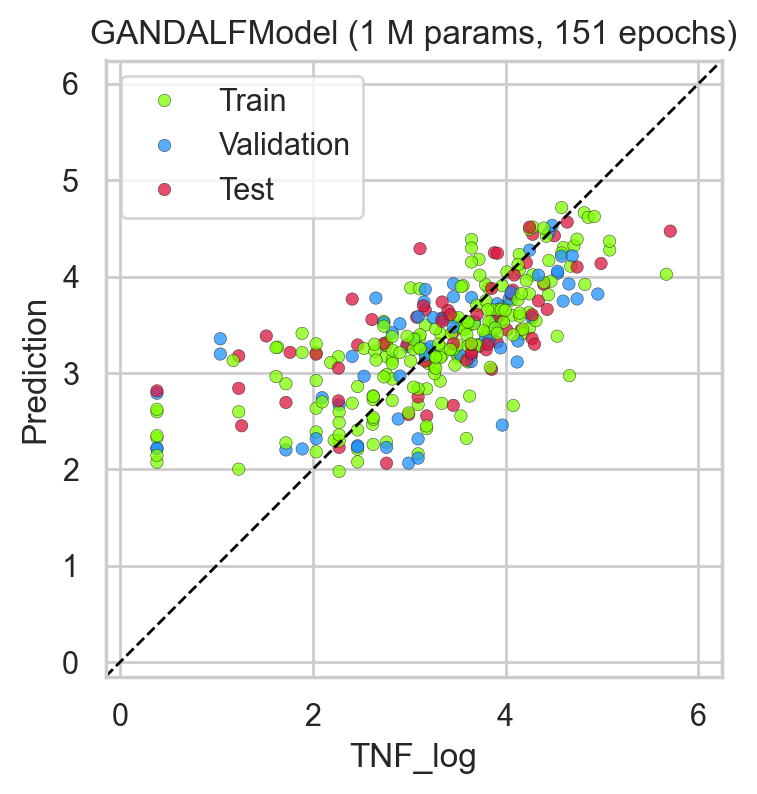 GANDALFModel (1 M params, 151 epochs)
Train
Validation
Test
6
5
4
3
2
1
0
Prediction
0 2 4 6
TNF_log